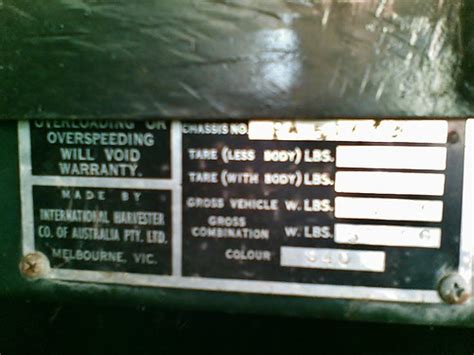 OVERLOADING OR
OVERSPEEDING
WILL VOID
WARRANTY.
MADE BY
INTERNATIONAL HARVESTER
CO. OF AUSTRALIA PTY. LTD.
MELBOURNE, VIC.
CHASSIS NO.
TARE (LESS BODY) LBS.
TARE (WITH BODY) LBS.
GROSS VEHICLE W. LBS.
GROSS
COMBINATION W. LBS.
COLOUR